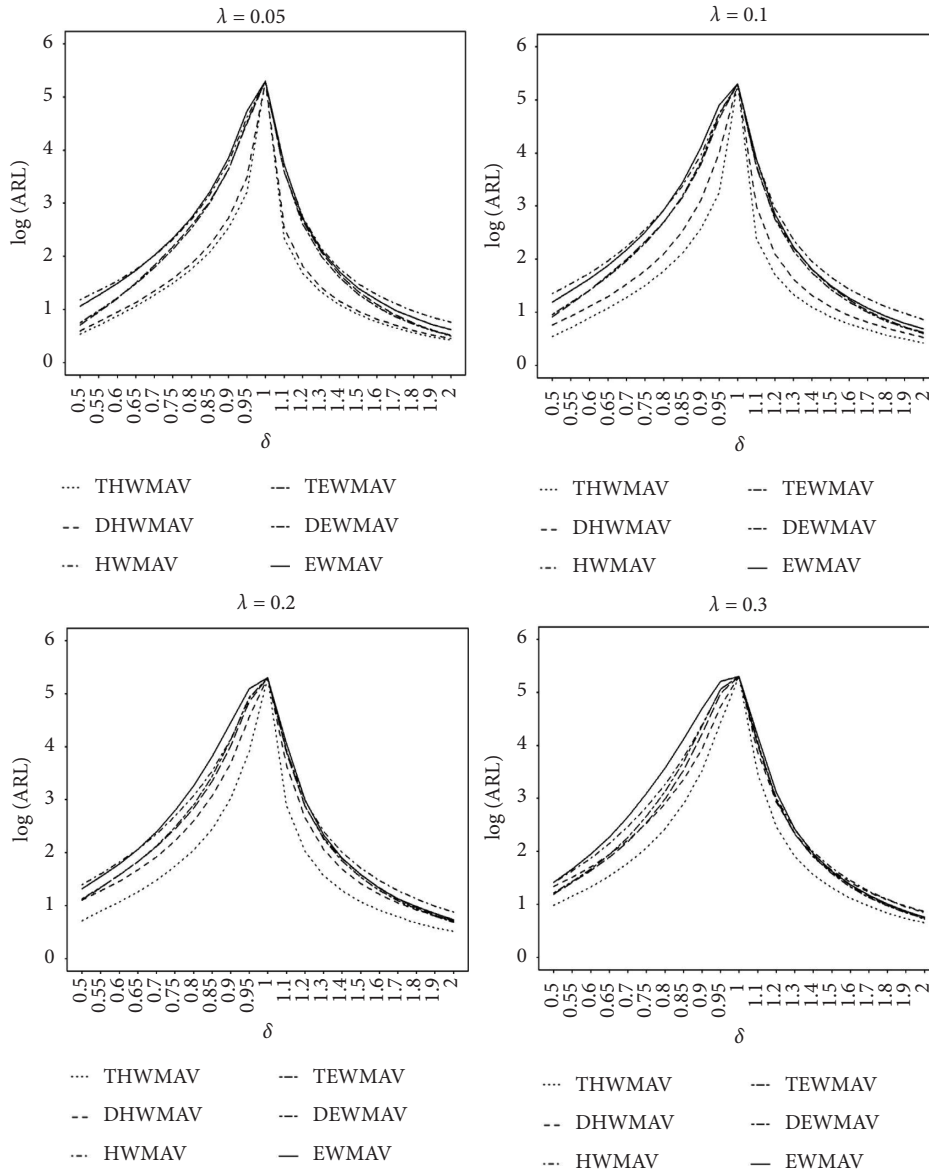 λ = 0.05
log (ARL)
6
5
4
3
2
1
0
0.5 0.55 0.6 0.65 0.7 0.75 0.8 0.85 0.9 0.95 1 1.1 1.2 1.3 1.4 1.5 1.6 1.7 1.8 1.9 2
δ
THWMAV TEWMAV
DHWMAV DEWMAV
HWMAV EWMAV
λ = 0.1
log (ARL)
6
5
4
3
2
1
0
0.5 0.55 0.6 0.65 0.7 0.75 0.8 0.85 0.9 0.95 1 1.1 1.2 1.3 1.4 1.5 1.6 1.7 1.8 1.9 2
δ
THWMAV TEWMAV
DHWMAV DEWMAV
HWMAV EWMAV
λ = 0.2
log (ARL)
6
5
4
3
2
1
0
0.5 0.55 0.6 0.65 0.7 0.75 0.8 0.85 0.9 0.95 1 1.1 1.2 1.3 1.4 1.5 1.6 1.7 1.8 1.9 2
δ
THWMAV TEWMAV
DHWMAV DEWMAV
HWMAV EWMAV
λ = 0.3
log (ARL)
6
5
4
3
2
1
0
0.5 0.55 0.6 0.65 0.7 0.75 0.8 0.85 0.9 0.95 1 1.1 1.2 1.3 1.4 1.5 1.6 1.7 1.8 1.9 2
δ
THWMAV TEWMAV
DHWMAV DEWMAV
HWMAV EWMAV